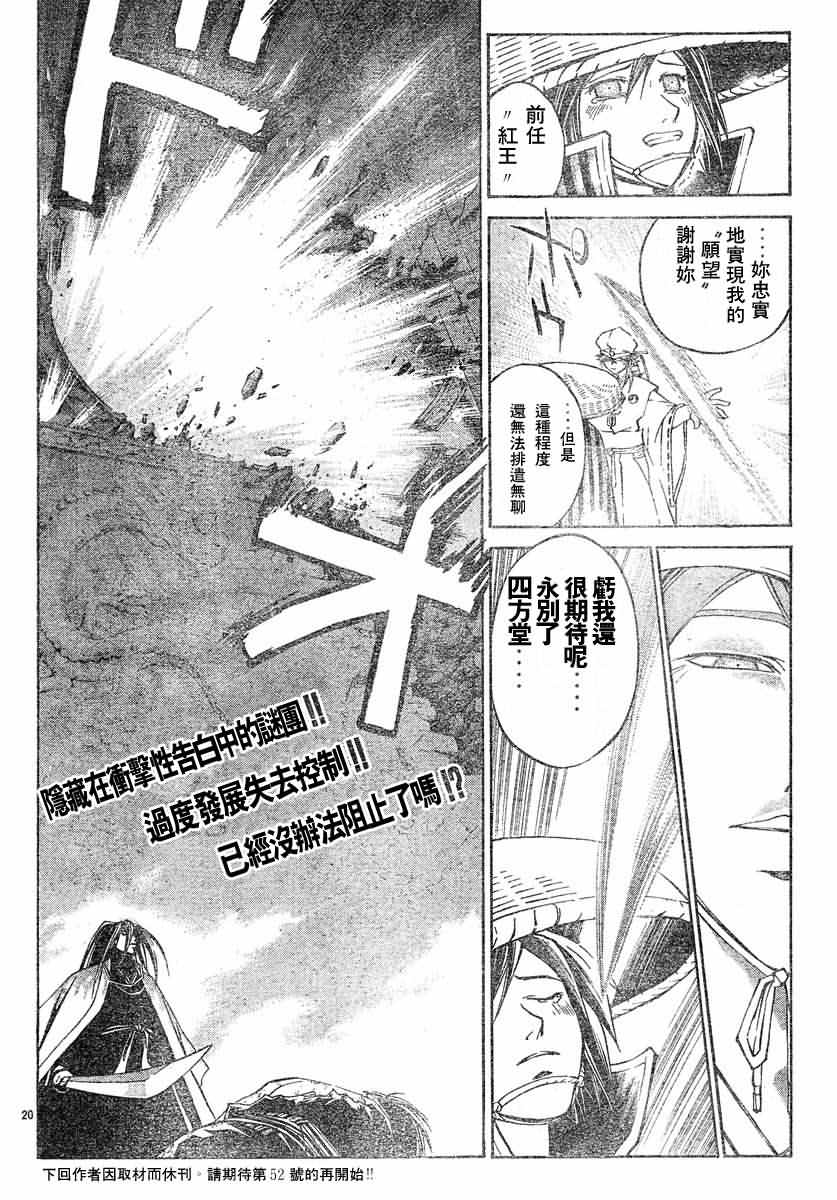 前任
”紅王”
‥‥妳忠實
地實現我的
”願望”
謝謝妳
‥‥但是
這種程度
還無法排遣無聊
虧我還
很期待呢‥‥
永別了
四方堂‥‥
隱藏在衝擊性告白中的謎團!!
過度發展失去控制!!
已經沒辦法阻止了嗎!?
20
下回作者因取材而休刊。請期待第52號的再開始!!